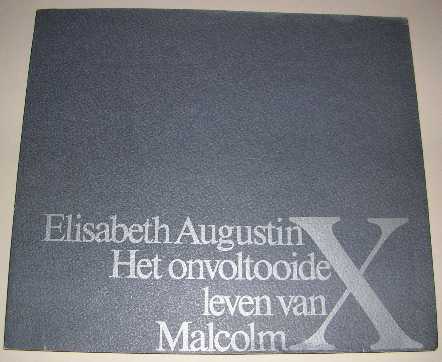 Elisabeth Augustin
Het onvoltooide
leven van
Malcolm X